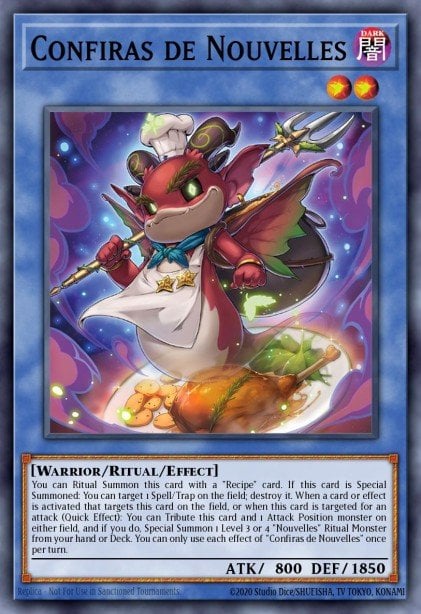 Confiras de Nouvelles
DARK
闇
[Warrior/Ritual/Effect]
You can Ritual Summon this card with a "Recipe" card. If this card is Special
Summoned: You can target 1 Spell/Trap on the field; destroy it. When a card or effect
is activated that targets this card on the field, or when this card is targeted for
an attack (Quick Effect): You can Tribute this card and 1 Attack Position monster on
either field, and if you do, Special Summon 1 Level 3 or 4 "Nouvelles" Ritual Monster
from your hand or Deck. You can only use each effect of "Confiras de Nouvelles" once
per turn.
ATK/ 800 DEF/1850
Replica - Not For Use in Sanctioned Tournaments.
©2020 Studio Dice/SHUEISHA, TV TOKYO, KONAMI